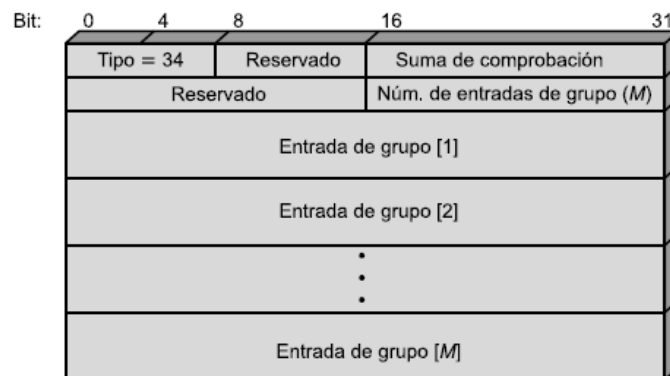 Bit: 0 4 8 16 31
Tipo = 34 Reservado Suma de comprobación
Reservado Núm. de entradas de grupo (M)
Entrada de grupo [1]
Entrada de grupo [2]
Entrada de grupo [M]